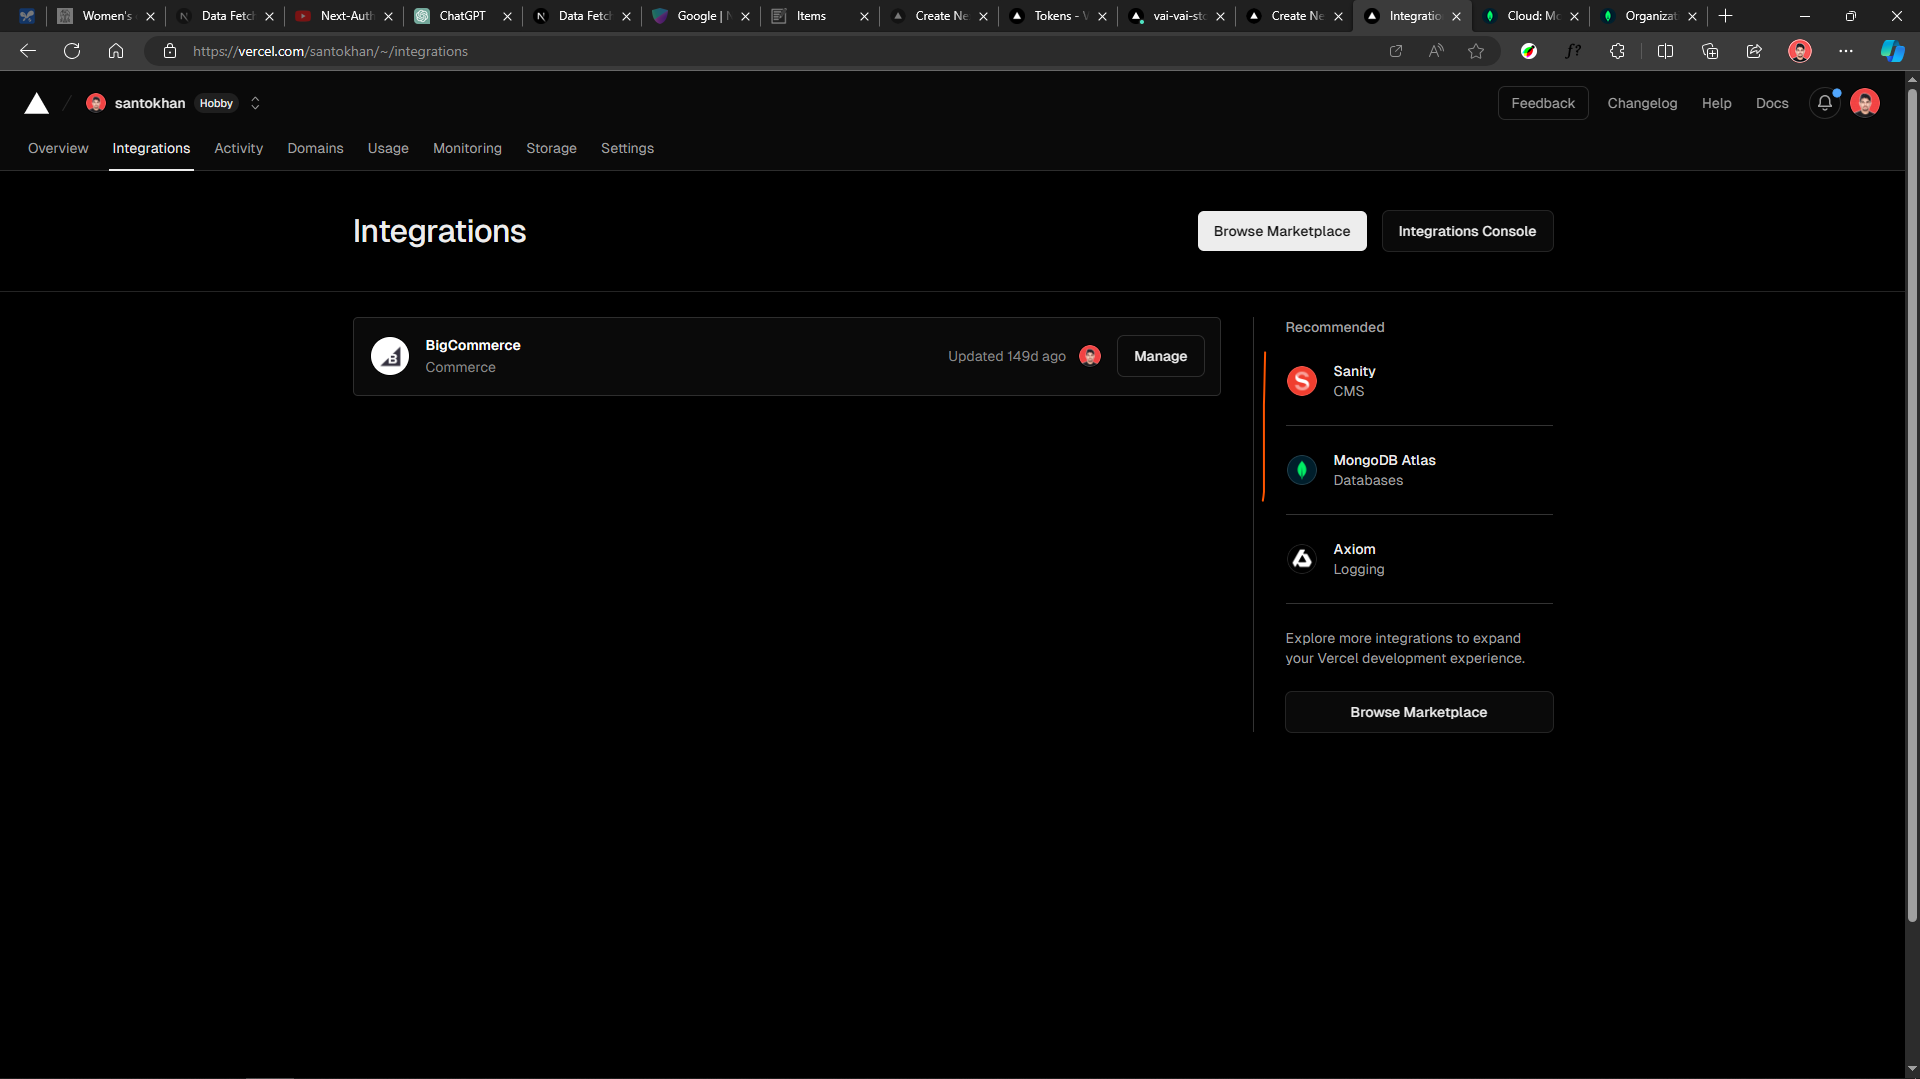 Women's
Data Fetch
Next-Auth
ChatGPT
Data Fetch
Google | N
Items
Create Ne
Tokens - V
vai-vai-sto
Create Ne
Integratio
Cloud: Mo
Organizat
https://vercel.com/santokhan/~/integrations
santokhan Hobby
Feedback Changelog Help Docs
Overview Integrations Activity Domains Usage Monitoring Storage Settings
Integrations
Browse Marketplace
Integrations Console
BigCommerce
Commerce
Updated 149d ago
Manage
Recommended
Sanity
CMS
MongoDB Atlas
Databases
Axiom
Logging
Explore more integrations to expand
your Vercel development experience.
Browse Marketplace